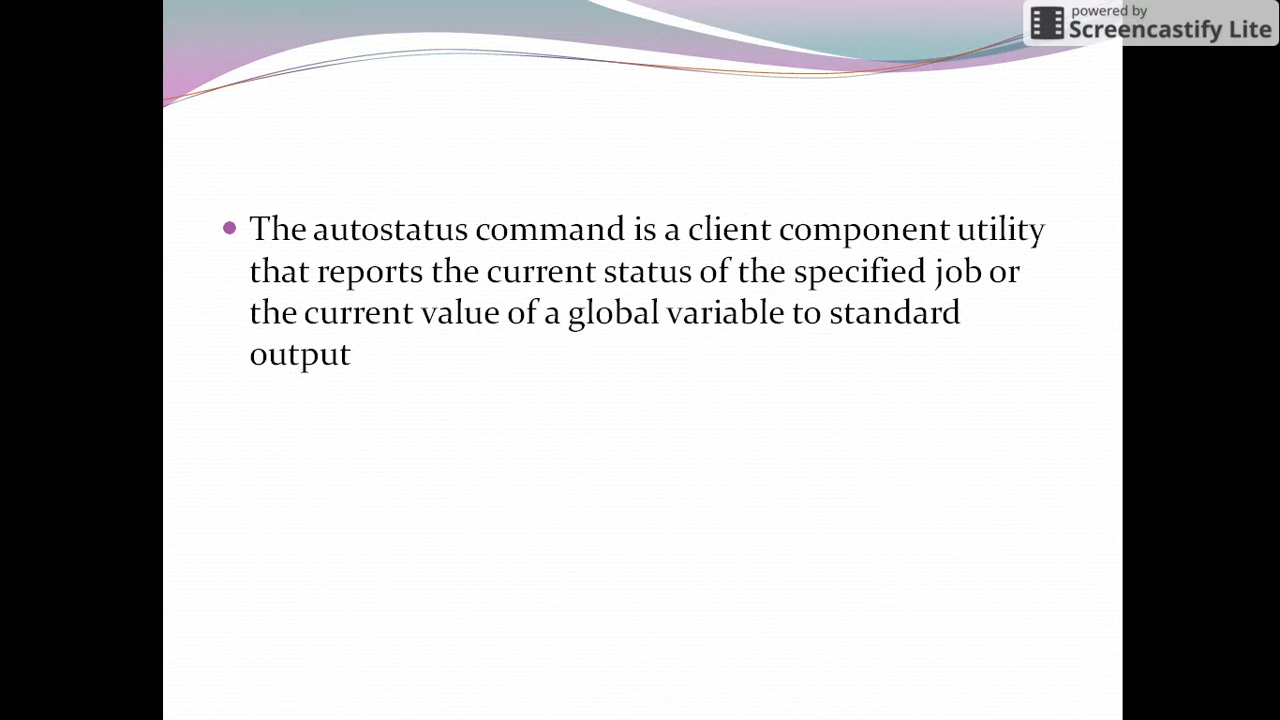 powered by
Screencastify Lite
The autostatus command is a client component utility
that reports the current status of the specified job or
the current value of a global variable to standard
output